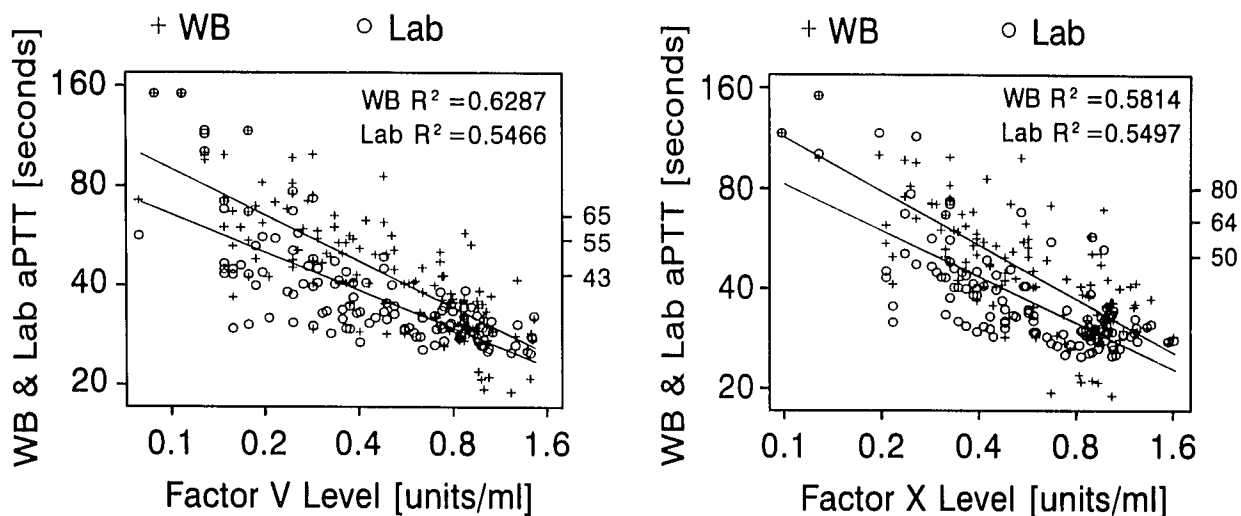 + WB ○ Lab
WB & Lab aPTT [seconds]
160
80
40
20
WB R² =0.6287
Lab R² =0.5466
65
55
43
0.1 0.2 0.4 0.8 1.6
Factor V Level [units/ml]
+ WB ○ Lab
WB & Lab aPTT [seconds]
160
80
40
20
WB R² =0.5814
Lab R² =0.5497
80
64
50
0.1 0.2 0.4 0.8 1.6
Factor X Level [units/ml]